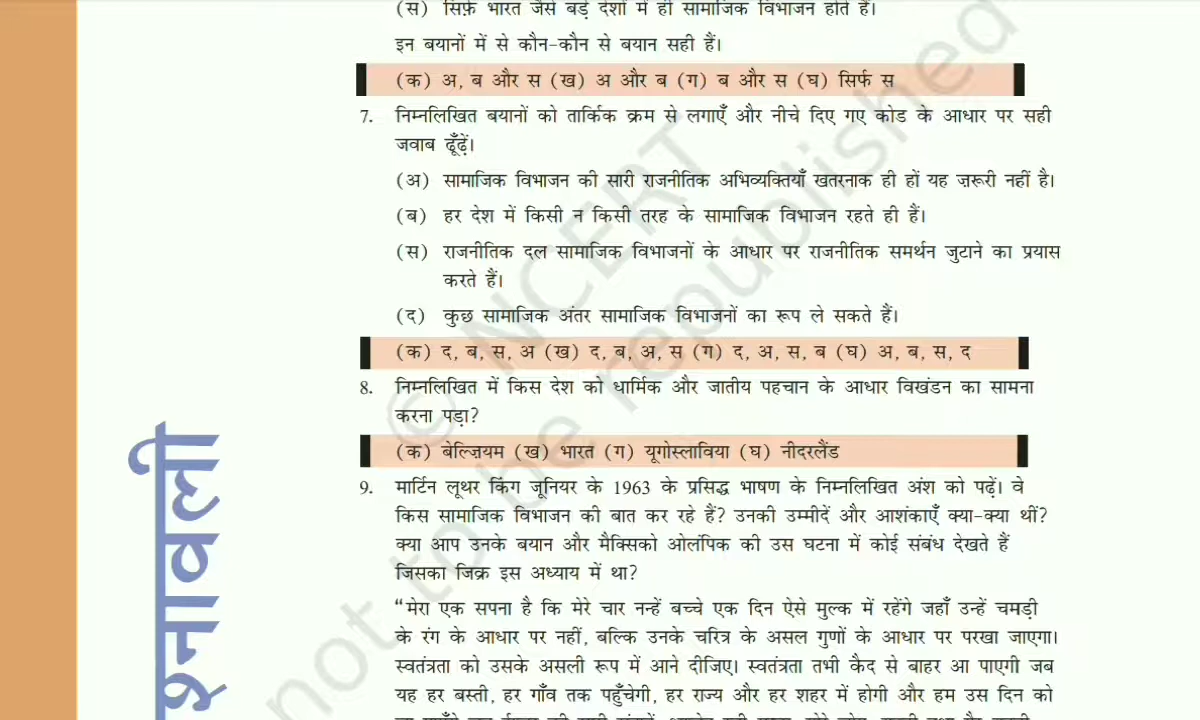 (स) सिर्फ़ भारत जैसे बड़े देशों में ही सामाजिक विभाजन होते हैं।
इन बयानों में से कौन-कौन से बयान सही हैं।
(क) अ, ब और स (ख) अ और ब (ग) ब और स (घ) सिर्फ स
7. निम्नलिखित बयानों को तार्किक क्रम से लगाएँ और नीचे दिए गए कोड के आधार पर सही
जवाब ढूँढ़ें।
(अ) सामाजिक विभाजन की सारी राजनीतिक अभिव्यक्तियाँ खतरनाक ही हों यह ज़रूरी नहीं है।
(ब) हर देश में किसी न किसी तरह के सामाजिक विभाजन रहते ही हैं।
(स) राजनीतिक दल सामाजिक विभाजनों के आधार पर राजनीतिक समर्थन जुटाने का प्रयास
करते हैं।
(द) कुछ सामाजिक अंतर सामाजिक विभाजनों का रूप ले सकते हैं।
(क) द, ब, स, अ (ख) द, ब, अ, स (ग) द, अ, स, ब (घ) अ, ब, स, द
8. निम्नलिखित में किस देश को धार्मिक और जातीय पहचान के आधार विखंडन का सामना
करना पड़ा?
(क) बेल्जियम (ख) भारत (ग) यूगोस्लाविया (घ) नीदरलैंड
9. मार्टिन लूथर किंग जूनियर के 1963 के प्रसिद्ध भाषण के निम्नलिखित अंश को पढ़ें। वे
किस सामाजिक विभाजन की बात कर रहे हैं? उनकी उम्मीदें और आशंकाएँ क्या-क्या थीं?
क्या आप उनके बयान और मैक्सिको ओलंपिक की उस घटना में कोई संबंध देखते हैं
जिसका जिक्र इस अध्याय में था?
“मेरा एक सपना है कि मेरे चार नन्हें बच्चे एक दिन ऐसे मुल्क में रहेंगे जहाँ उन्हें चमड़ी
के रंग के आधार पर नहीं, बल्कि उनके चरित्र के असल गुणों के आधार पर परखा जाएगा।
स्वतंत्रता को उसके असली रूप में आने दीजिए। स्वतंत्रता तभी कैद से बाहर आ पाएगी जब
यह हर बस्ती, हर गाँव तक पहुँचेगी, हर राज्य और हर शहर में होगी और हम उस दिन को
© NCERT
not to be republished